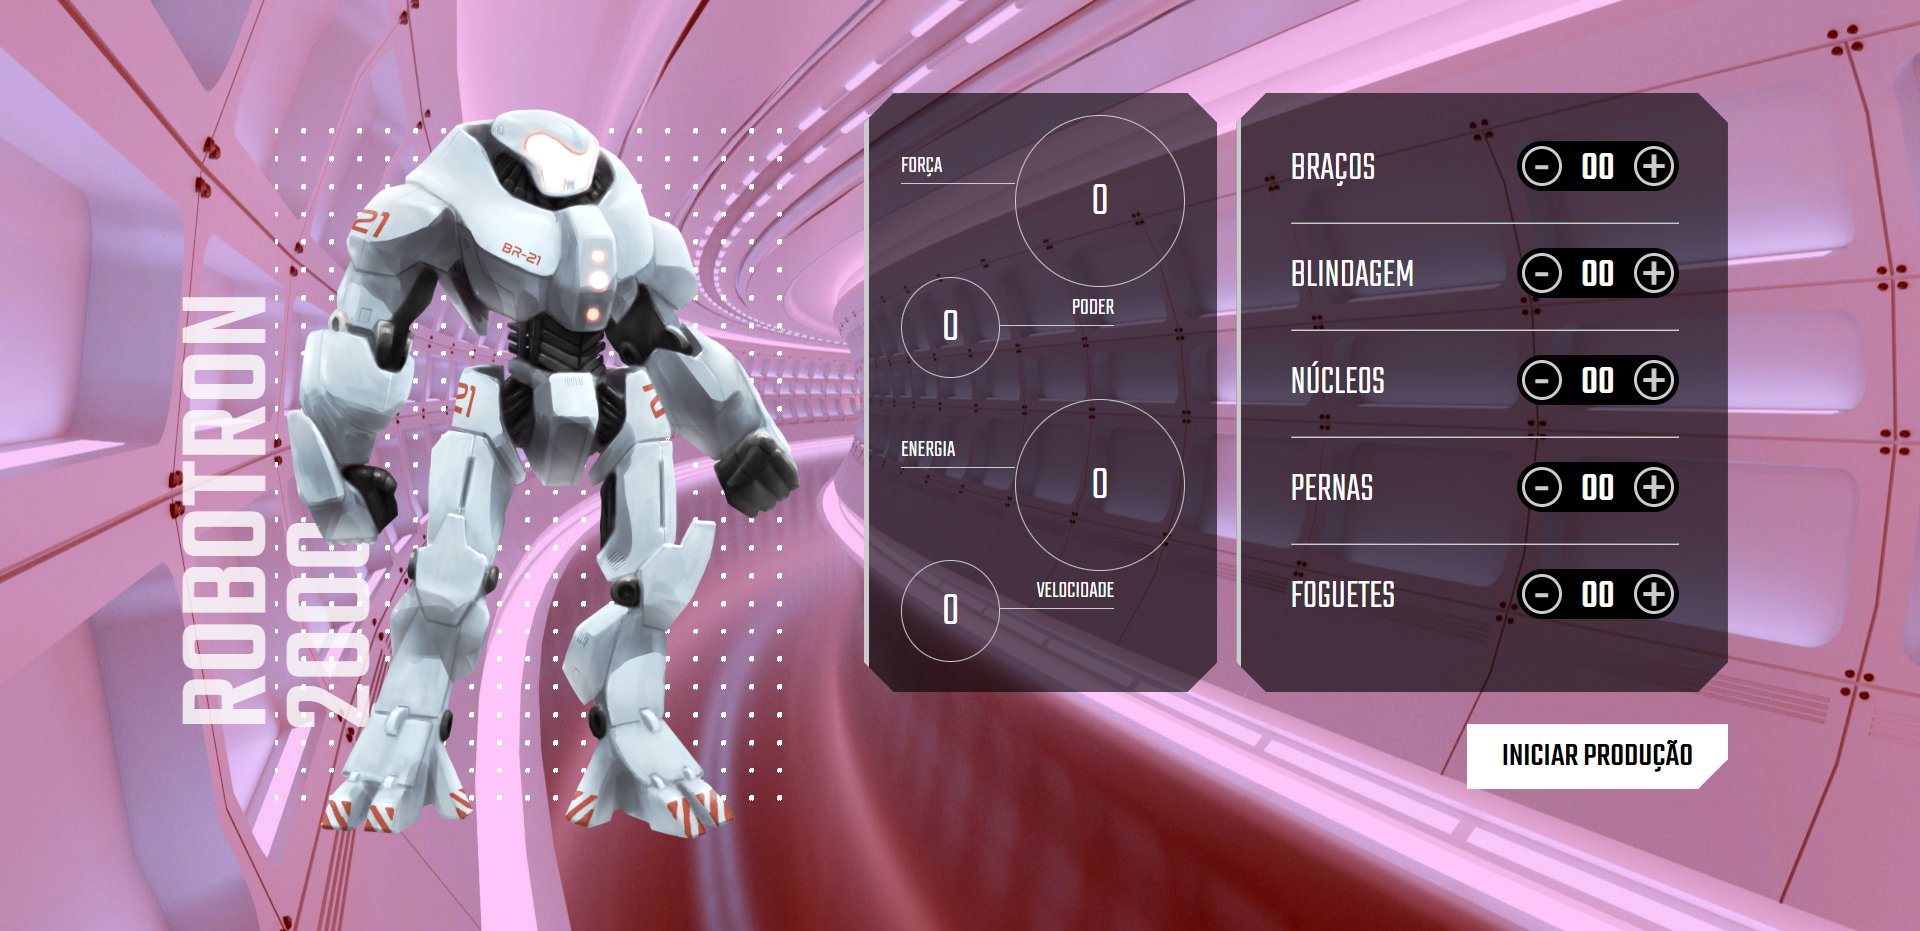 ROBOTRON
2000
21
BR-21
21
FORÇA
0
PODER
0
ENERGIA
0
VELOCIDADE
0
BRAÇOS
- 00 +
BLINDAGEM
- 00 +
NÚCLEOS
- 00 +
PERNAS
- 00 +
FOGUETES
- 00 +
INICIAR PRODUÇÃO